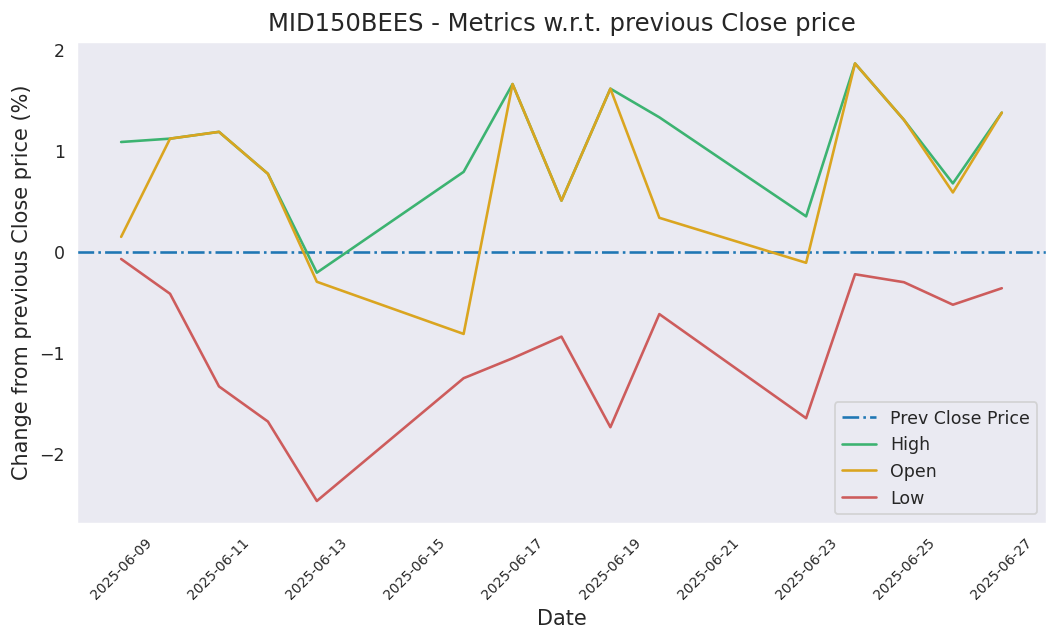 MID150BEES - Metrics w.r.t. previous Close price
Change from previous Close price (%)
2
1
0
−1
−2
Prev Close Price
High
Open
Low
2025-06-09
2025-06-11
2025-06-13
2025-06-15
2025-06-17
2025-06-19
2025-06-21
2025-06-23
2025-06-25
2025-06-27
Date